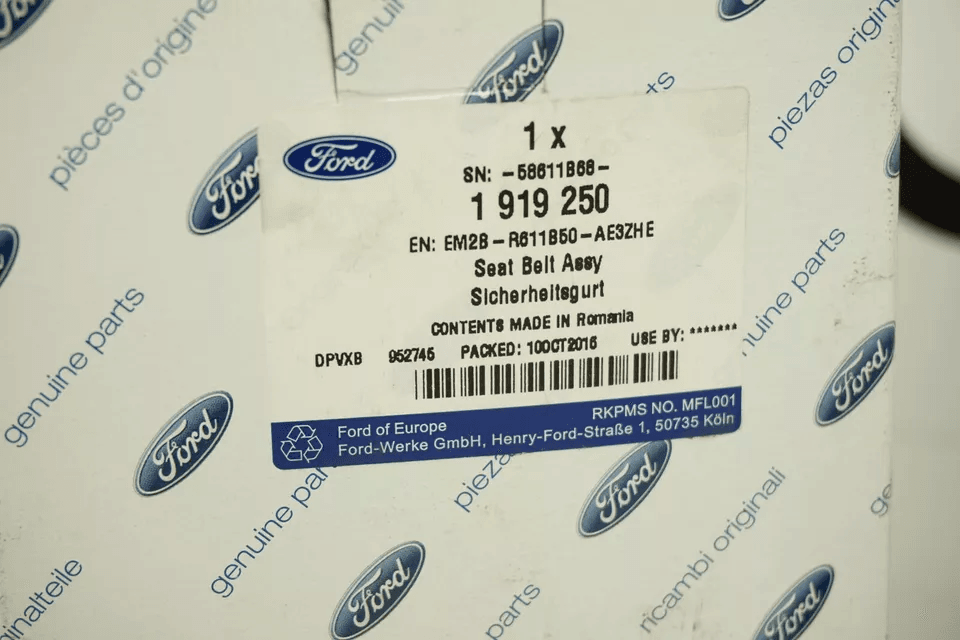 Ford
pièces d'origine
genuine
Ford
parts
piezas origin
Ford
Ford
1 x
SN: -58611B68-
1 919 250
EN: EM2B-R611B50-AE3ZHE
Seat Belt Assy
Sicherheitsgurt
CONTENTS MADE IN Romania
DPVXB 952745 PACKED: 10OCT2016 USE BY: *******
Ford of Europe RKPMS NO. MFL001
Ford-Werke GmbH, Henry-Ford-Straße 1, 50735 Köln
genuine parts
parts
Ford
Ford
genuine
Ford
ricambi originali
Ford
Ford
parts